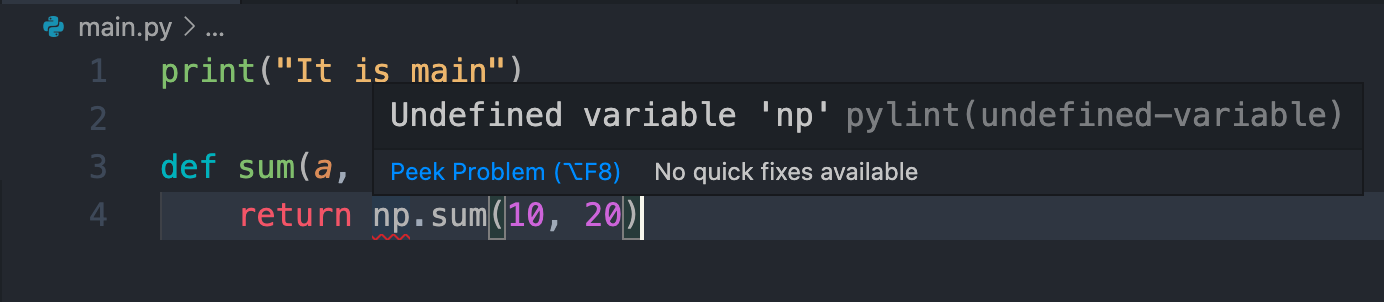 main.py > ...
1 print("It is main")
2
Undefined variable 'np' pylint(undefined-variable)
3 def sum(a,
Peek Problem (⌥F8) No quick fixes available
4 return np.sum(10, 20)